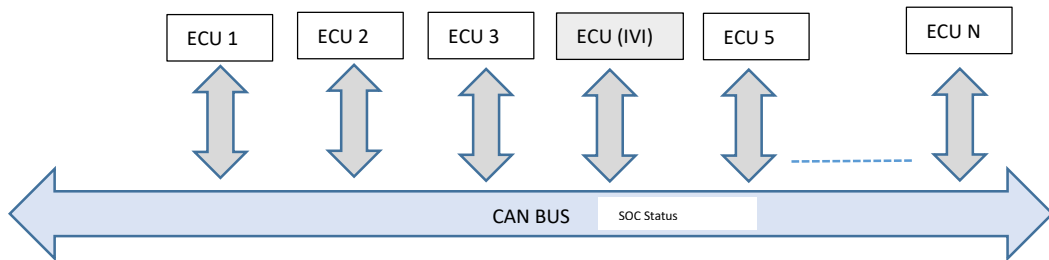 ECU 1
ECU 2
ECU 3
ECU (IVI)
ECU 5
ECU N
CAN BUS
SOC Status